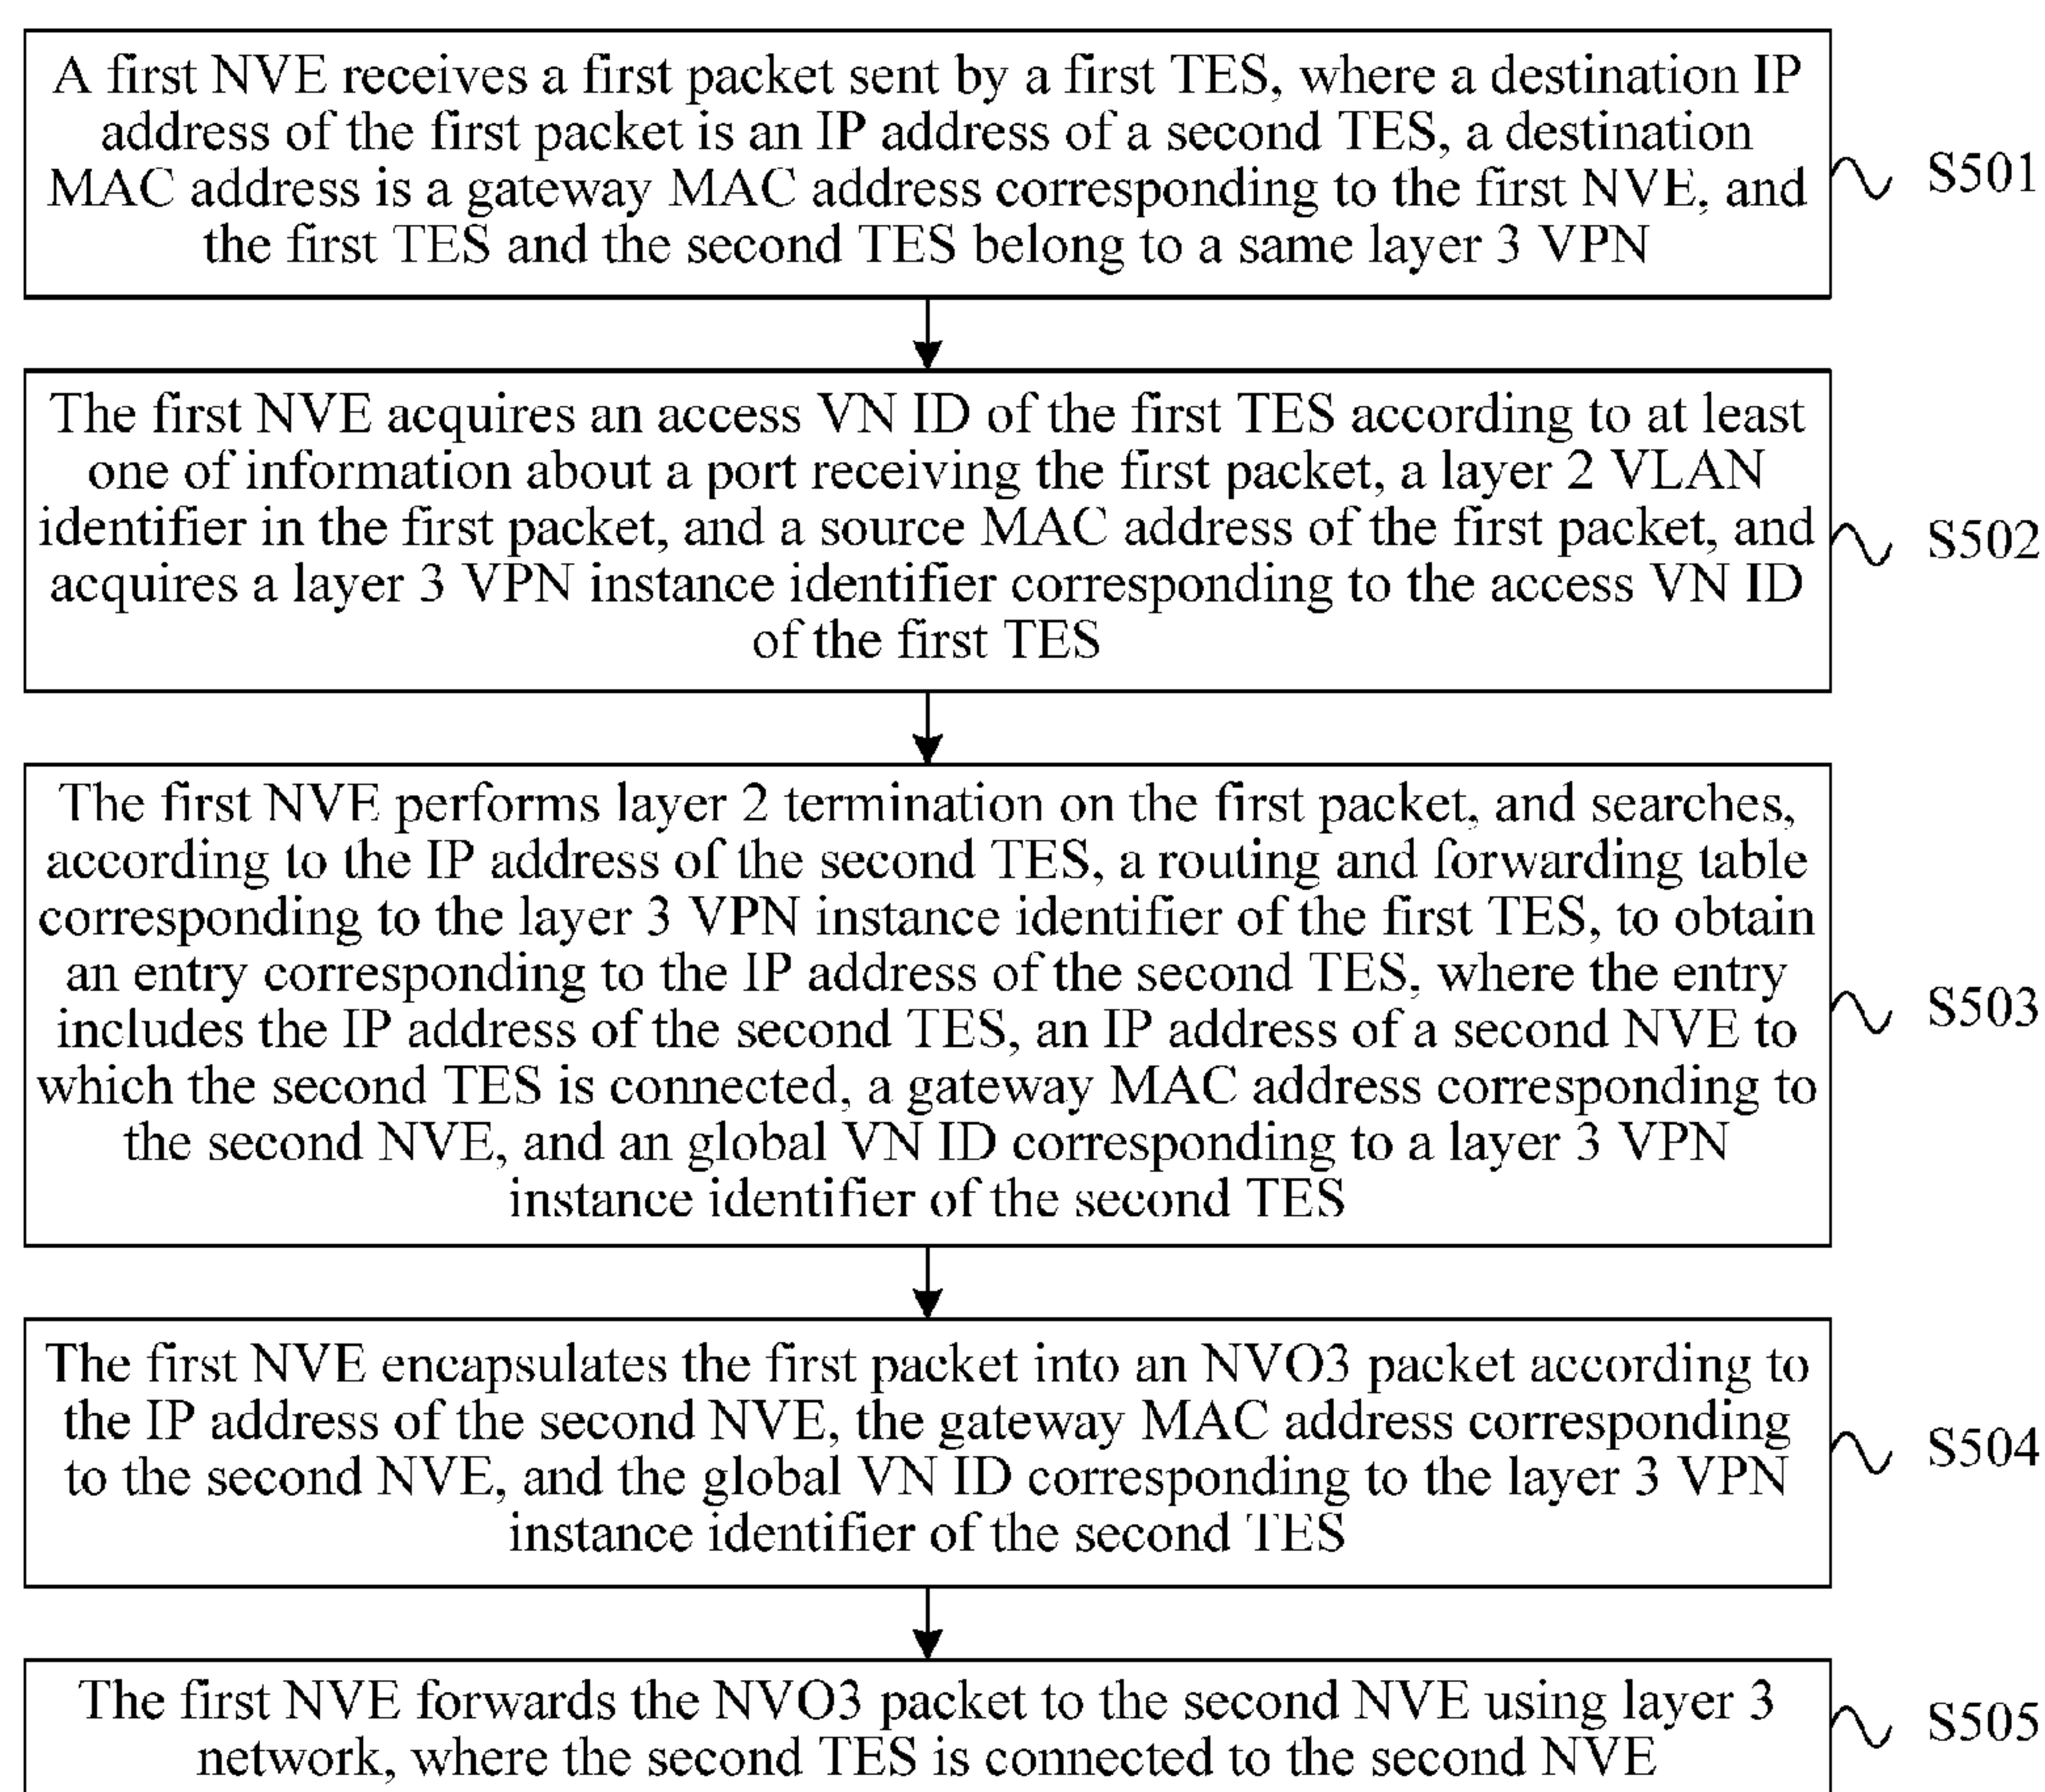 A first NVE receives a first packet sent by a first TES, where a destination IP
address of the first packet is an IP address of a second TES, a destination
MAC address is a gateway MAC address corresponding to the first NVE, and
the first TES and the second TES belong to a same layer 3 VPN
S501
The first NVE acquires an access VN ID of the first TES according to at least
one of information about a port receiving the first packet, a layer 2 VLAN
identifier in the first packet, and a source MAC address of the first packet, and
acquires a layer 3 VPN instance identifier corresponding to the access VN ID
of the first TES
S502
The first NVE performs layer 2 termination on the first packet, and searches,
according to the IP address of the second TES, a routing and forwarding table
corresponding to the layer 3 VPN instance identifier of the first TES, to obtain
an entry corresponding to the IP address of the second TES, where the entry
includes the IP address of the second TES, an IP address of a second NVE to
which the second TES is connected, a gateway MAC address corresponding to
the second NVE, and an global VN ID corresponding to a layer 3 VPN
instance identifier of the second TES
S503
The first NVE encapsulates the first packet into an NVO3 packet according to
the IP address of the second NVE, the gateway MAC address corresponding
to the second NVE, and the global VN ID corresponding to the layer 3 VPN
instance identifier of the second TES
S504
The first NVE forwards the NVO3 packet to the second NVE using layer 3
network, where the second TES is connected to the second NVE
S505